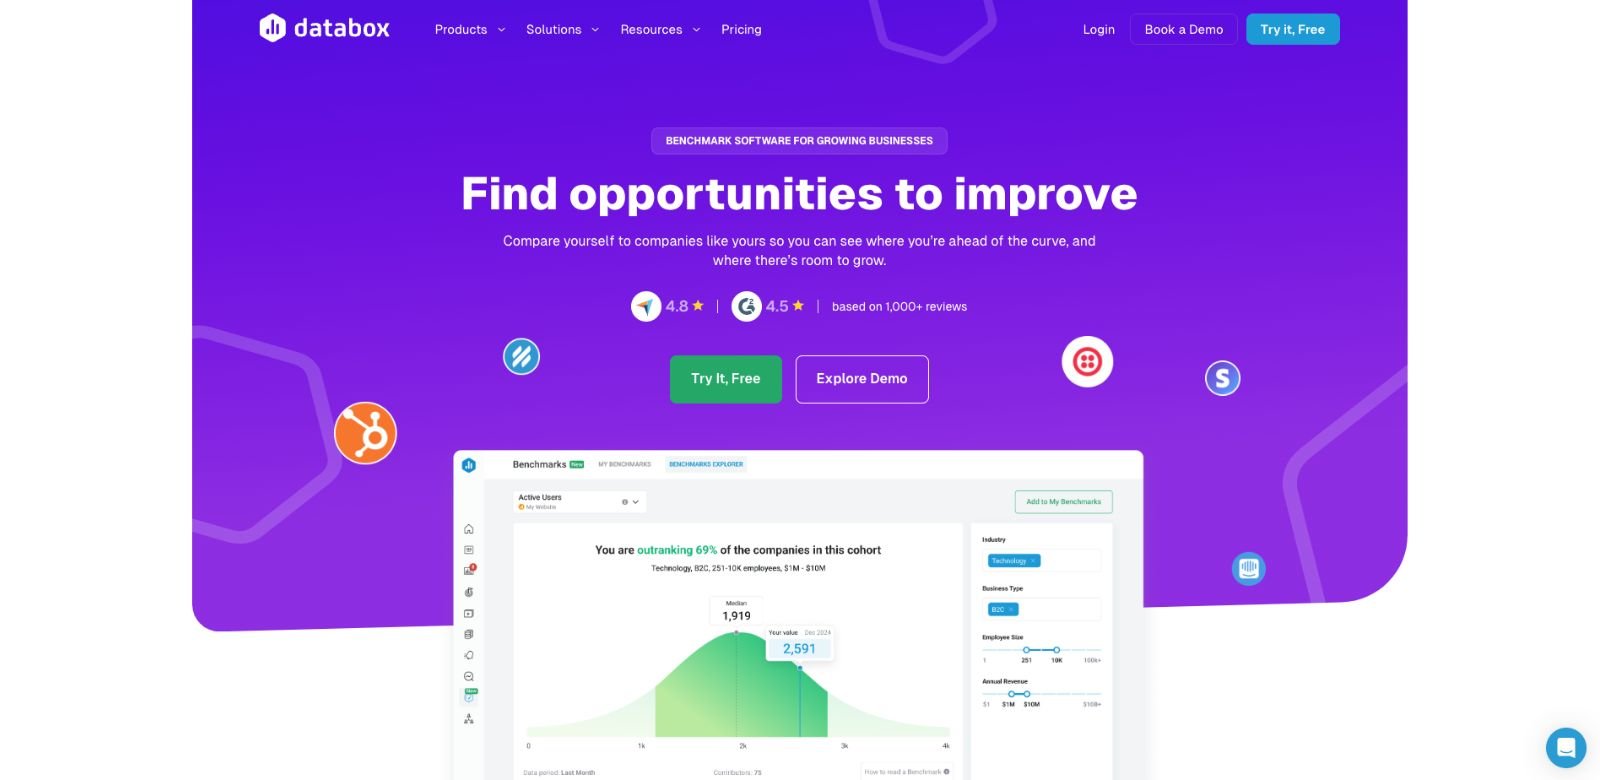 databox
Products
Solutions
Resources
Pricing
Login
Book a Demo
Try it, Free
BENCHMARK SOFTWARE FOR GROWING BUSINESSES
Find opportunities to improve
Compare yourself to companies like yours so you can see where you're ahead of the curve, and
where there's room to grow.
4.8
G2
4.5
based on 1,000+ reviews
Try It, Free
Explore Demo
S
Benchmarks New
MY BENCHMARKS
BENCHMARKS EXPLORER
Active Users
My Website
Add to My Benchmarks
You are outranking 69% of the companies in this cohort
Technology, B2C, 251-10K employees, $1M - $10M
Median
1,919
Your value Dec 2024
2,591
0 1k 2k 3k 4k
Data period: Last Month
Contributors: 75
How to read a Benchmark
Industry
Technology
Business Type
B2C
Employee Size
1 251 10K 100k+
Annual Revenue
$1 $1M $10M $10B+
New